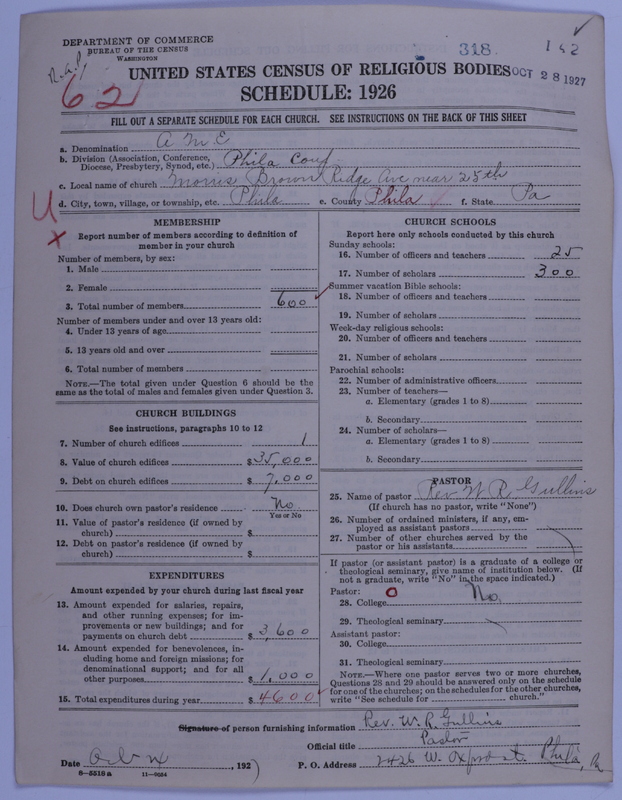 DEPARTMENT OF COMMERCE
BUREAU OF THE CENSUS
WASHINGTON
318
162
R.a.P.
62
UNITED STATES CENSUS OF RELIGIOUS BODIES
OCT 28 1927
SCHEDULE: 1926
FILL OUT A SEPARATE SCHEDULE FOR EACH CHURCH. SEE INSTRUCTIONS ON THE BACK OF THIS SHEET
a. Denomination A M E
b. Division (Association, Conference, Diocese, Presbytery, Synod, etc.) Phila Conf
c. Local name of church Morris Brown Ridge Ave near 25th
d. City, town, village, or township, etc. Phila e. County Phila f. State Pa
U
x
MEMBERSHIP
Report number of members according to definition of
member in your church
Number of members, by sex:
1. Male
2. Female
3. Total number of members 600
Number of members under and over 13 years old:
4. Under 13 years of age
5. 13 years old and over
6. Total number of members
NOTE.—The total given under Question 6 should be the
same as the total of males and females given under Question 3.
CHURCH BUILDINGS
See instructions, paragraphs 10 to 12
7. Number of church edifices 1
8. Value of church edifices $35,000
9. Debt on church edifices $7,000
10. Does church own pastor's residence No
Yes or No
11. Value of pastor's residence (if owned by
church) $
12. Debt on pastor's residence (if owned by
church) $
EXPENDITURES
Amount expended by your church during last fiscal year
13. Amount expended for salaries, repairs,
and other running expenses; for im-
provements or new buildings; and for
payments on church debt $3,600
14. Amount expended for benevolences, in-
cluding home and foreign missions; for
denominational support; and for all
other purposes $1,000
15. Total expenditures during year $4600
CHURCH SCHOOLS
Report here only schools conducted by this church
Sunday schools:
16. Number of officers and teachers 25
17. Number of scholars 300
Summer vacation Bible schools:
18. Number of officers and teachers
19. Number of scholars
Week-day religious schools:
20. Number of officers and teachers
21. Number of scholars
Parochial schools:
22. Number of administrative officers
23. Number of teachers—
a. Elementary (grades 1 to 8)
b. Secondary
24. Number of scholars—
a. Elementary (grades 1 to 8)
b. Secondary
PASTOR
25. Name of pastor Rev W R Gullins
(If church has no pastor, write "None")
26. Number of ordained ministers, if any, em-
ployed as assistant pastors
27. Number of other churches served by the
pastor or his assistants
If pastor (or assistant pastor) is a graduate of a college or
theological seminary, give name of institution below. (If
not a graduate, write "No" in the space indicated.)
Pastor: O
28. College No.
29. Theological seminary
Assistant pastor:
30. College
31. Theological seminary
NOTE.—Where one pastor serves two or more churches,
Questions 28 and 29 should be answered only on the schedule
for one of the churches; on the schedules for the other churches,
write "See schedule for ____ church."
Signature of person furnishing information Rev. W. R. Gullins
Official title Pastor
Date , 1927
P. O. Address 2426 W. Oxford st. Phila, Pa
8—5518a 11—9684